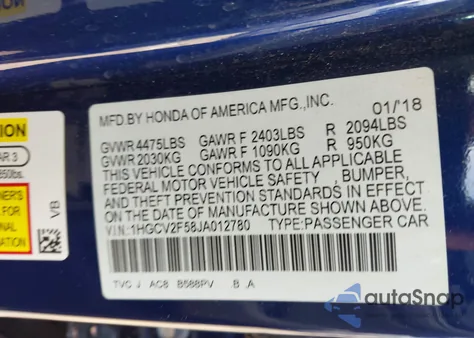 MFD.BY HONDA OF AMERICA MFG.,INC. 01/'18
GVWR 4475LBS GAWR F 2403LBS R 2094LBS
GVWR 2030KG GAWR F 1090KG R 950KG
THIS VEHICLE CONFORMS TO ALL APPLICABLE
FEDERAL MOTOR VEHICLE SAFETY , BUMPER,
AND THEFT PREVENTION STANDARDS IN EFFECT
ON THE DATE OF MANUFACTURE SHOWN ABOVE.
V.I.N.:1HGCV2F58JA012780 TYPE:PASSENGER CAR
TVC J AC8 B588PV .B .A
VB
autoSnap